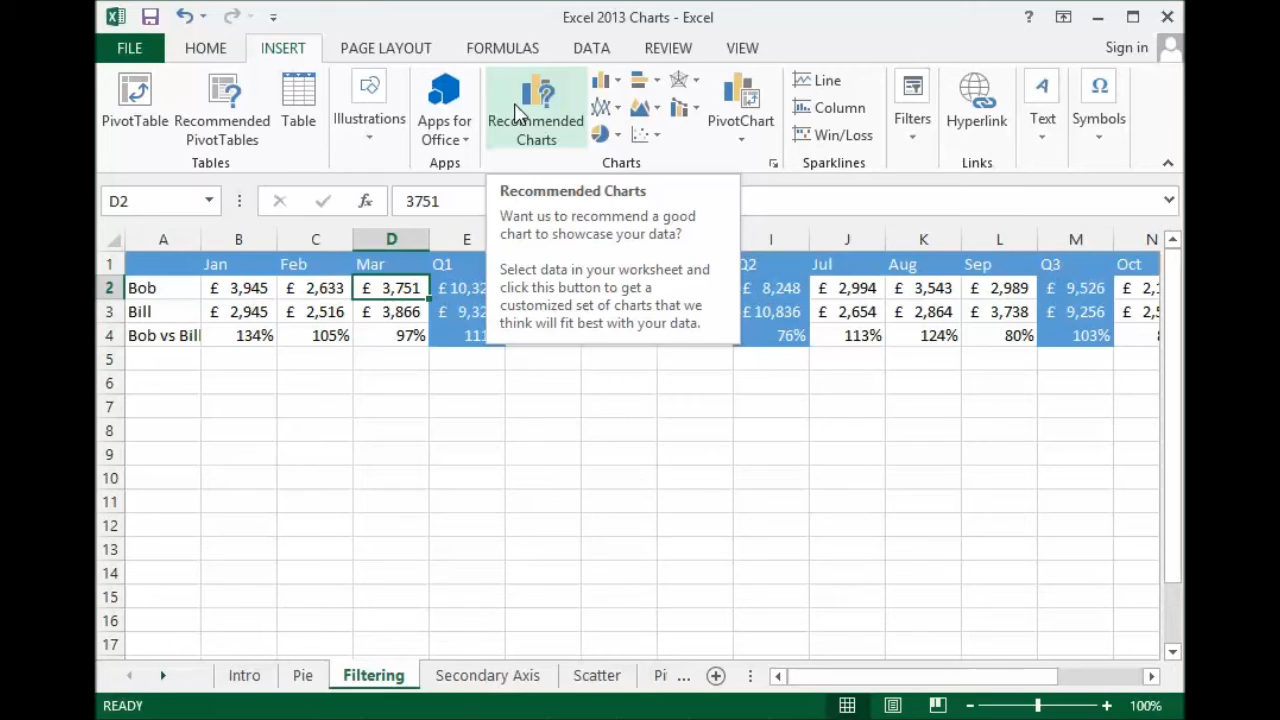 Excel 2013 Charts - Excel
?
FILE HOME INSERT PAGE LAYOUT FORMULAS DATA REVIEW VIEW Sign in
PivotTable
Recommended
PivotTables
Table
Tables
Illustrations
Apps for
Office
Apps
Recommended
Charts
PivotChart
Charts
Line
Column
Win/Loss
Sparklines
Filters
Hyperlink
Links
Text
Symbols
D2 fx 3751
Recommended Charts
Want us to recommend a good
chart to showcase your data?
Select data in your worksheet and
click this button to get a
customized set of charts that we
think will fit best with your data.
A B C D E I J K L M N
1 Jan Feb Mar Q1 Q2 Jul Aug Sep Q3 Oct
2 Bob £ 3,945 £ 2,633 £ 3,751 £ 8,248 £ 2,994 £ 3,543 £ 2,989 £ 9,526
3 Bill £ 2,945 £ 2,516 £ 3,866 £10,836 £ 2,654 £ 2,864 £ 3,738 £ 9,256
4 Bob vs Bill 134% 105% 97% 76% 113% 124% 80% 103%
5
6
7
8
9
10
11
12
13
14
15
16
17
Intro Pie Filtering Secondary Axis Scatter Pi ...
READY 100%